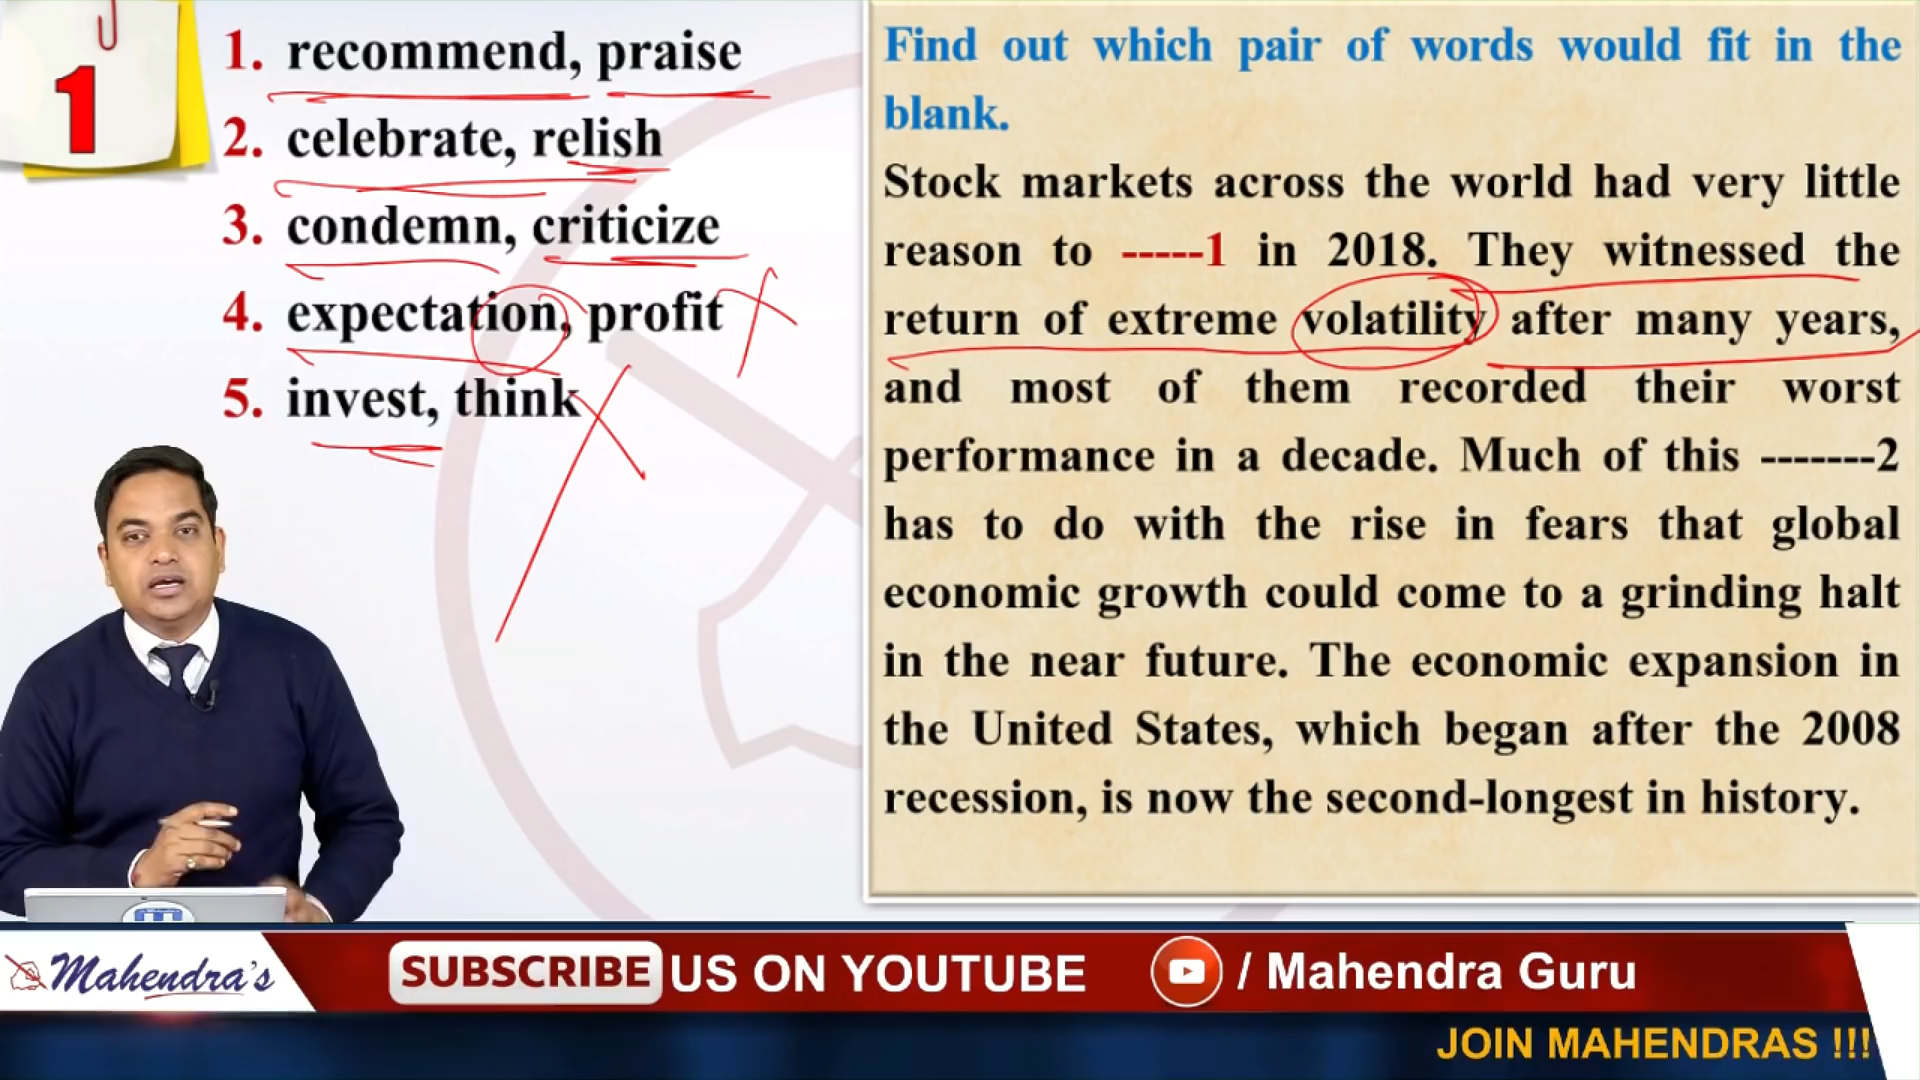 1
1. recommend, praise
2. celebrate, relish
3. condemn, criticize
4. expectation, profit
5. invest, think
Find out which pair of words would fit in the
blank.
Stock markets across the world had very little
reason to -----1 in 2018. They witnessed the
return of extreme volatility after many years,
and most of them recorded their worst
performance in a decade. Much of this -------2
has to do with the rise in fears that global
economic growth could come to a grinding halt
in the near future. The economic expansion in
the United States, which began after the 2008
recession, is now the second-longest in history.
Mahendra's
SUBSCRIBE US ON YOUTUBE
/ Mahendra Guru
JOIN MAHENDRAS !!!